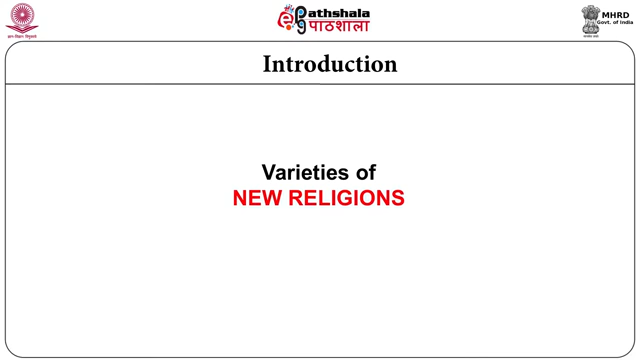 Pathshala
पाठशाला
MHRD
Govt. of India
Introduction
Varieties of
NEW RELIGIONS